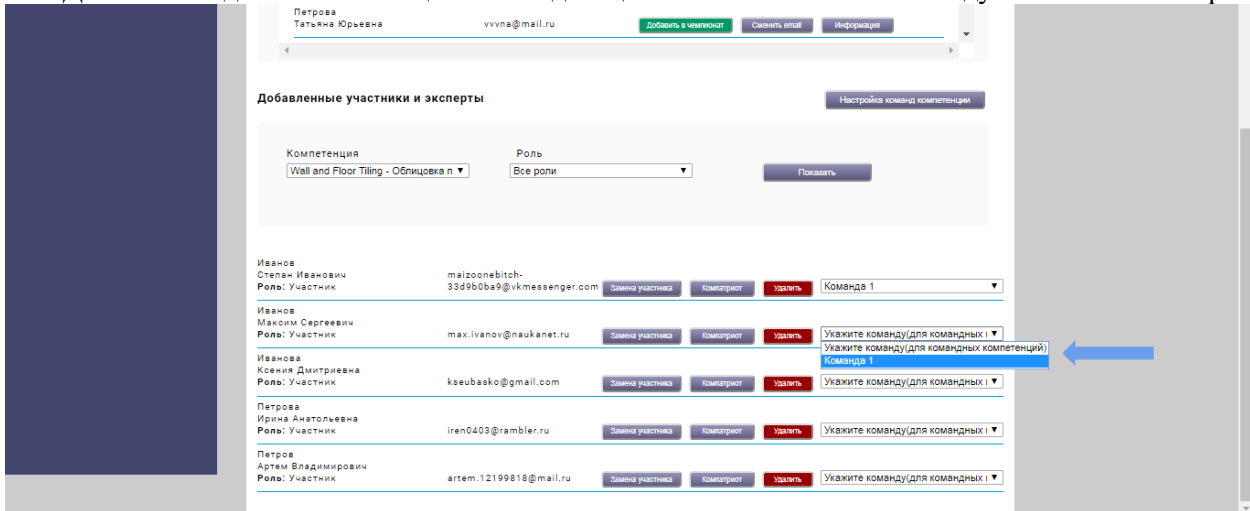 Петрова
Татьяна Юрьевна vvvna@mail.ru Добавить в чемпионат Сменить email Информация
Добавленные участники и эксперты Настройка команд компетенции
Компетенция Роль
Wall and Floor Tiling - Облицовка п Все роли Показать
Иванов
Степан Иванович maizoonebitch-
Роль: Участник 33d9b0ba9@vkmessenger.com Замена участника Компатриот Удалить Команда 1
Иванов
Максим Сергеевич
Роль: Участник max.ivanov@naukanet.ru Замена участника Компатриот Удалить Укажите команду(для командных
Укажите команду(для командных компетенций)
Иванова
Команда 1
Ксения Дмитриевна
Роль: Участник kseubasko@gmail.com Замена участника Компатриот Удалить Укажите команду(для командных
Петрова
Ирина Анатольевна
Роль: Участник iren0403@rambler.ru Замена участника Компатриот Удалить Укажите команду(для командных
Петров
Артем Владимирович
Роль: Участник artem.12199818@mail.ru Замена участника Компатриот Удалить Укажите команду(для командных